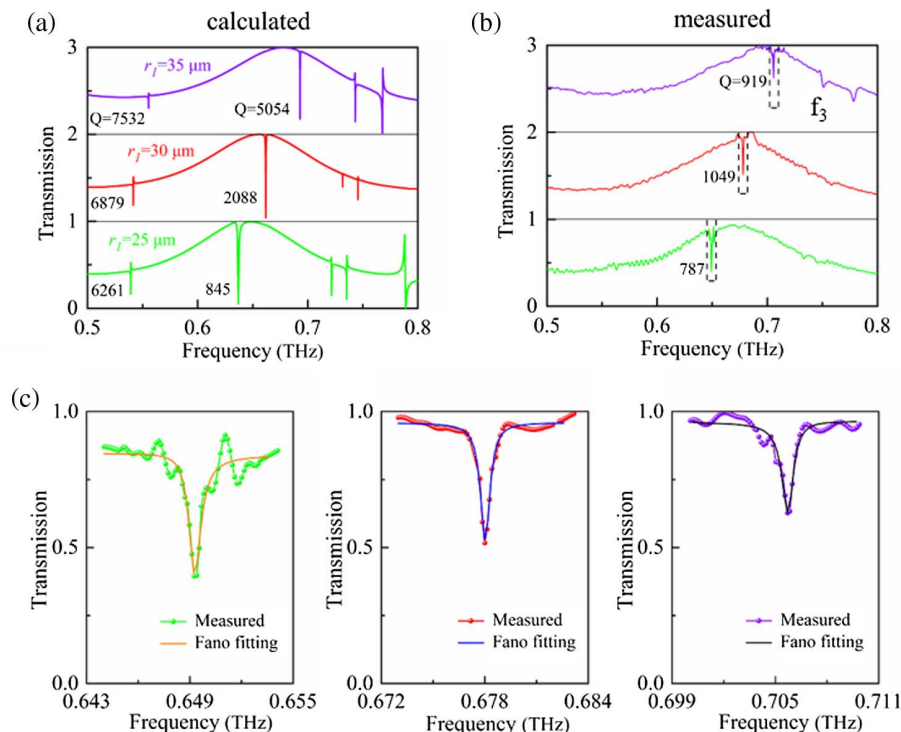 (a)
calculated
3
2
1
0
Transmission
r1=35 μm
Q=7532
Q=5054
r1=30 μm
6879
2088
r1=25 μm
6261
845
0.5
0.6
0.7
0.8
Frequency (THz)
(b)
measured
3
2
1
0
Transmission
Q=919
f3
1049
787
0.5
0.6
0.7
0.8
Frequency (THz)
(c)
1.0
0.5
0.0
Transmission
Measured
Fano fitting
0.643
0.649
0.655
Frequency (THz)
1.0
0.5
0.0
Transmission
Measured
Fano fitting
0.672
0.678
0.684
Frequency (THz)
1.0
0.5
0.0
Transmission
Measured
Fano fitting
0.699
0.705
0.711
Frequency (THz)